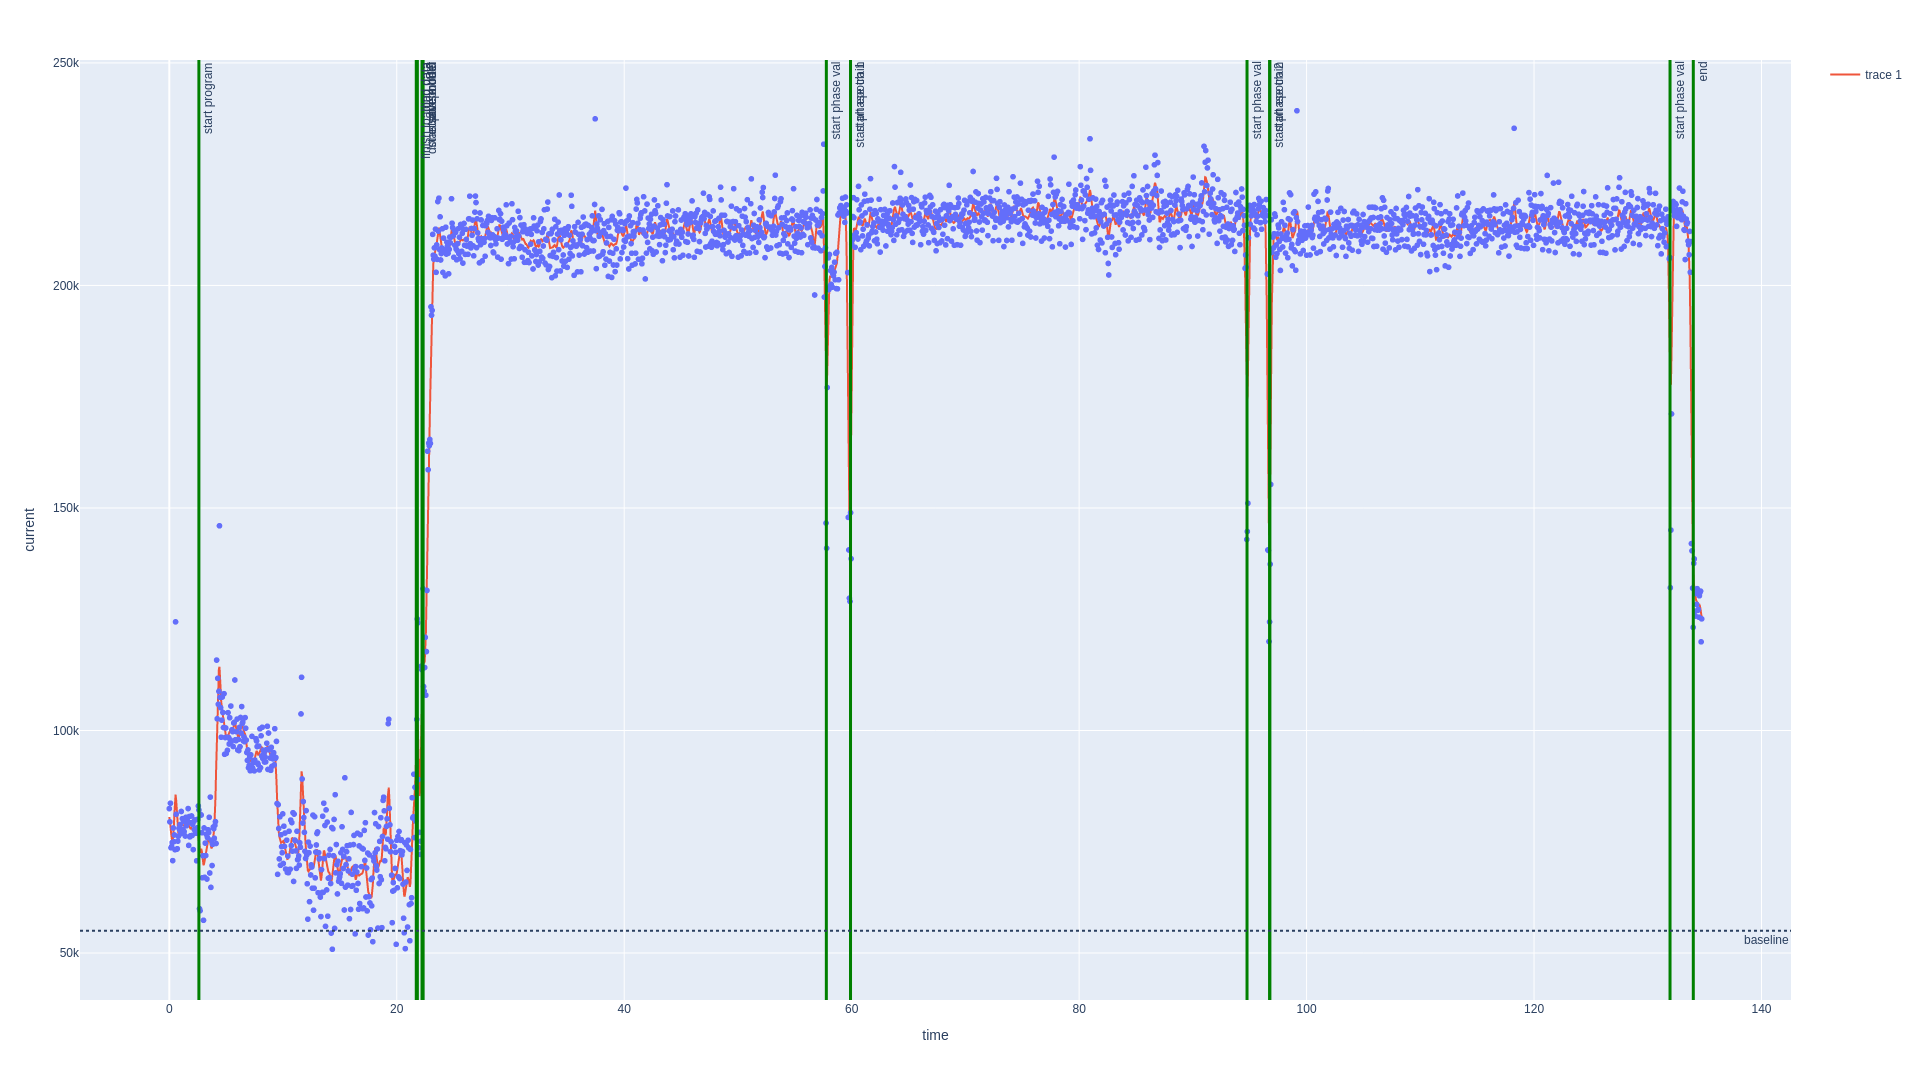 250k
200k
150k
100k
50k
current
0
20
40
60
80
100
120
140
time
start program
start phase val
start phase val
start phase val
end
baseline
trace 1